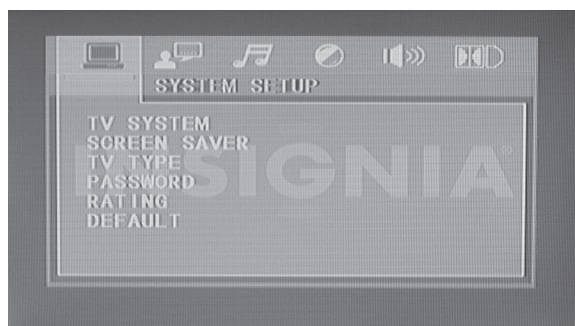 SYSTEM SETUP
TV SYSTEM
SCREEN SAVER
TV TYPE
PASSWORD
RATING
DEFAULT
INSIGNIA®